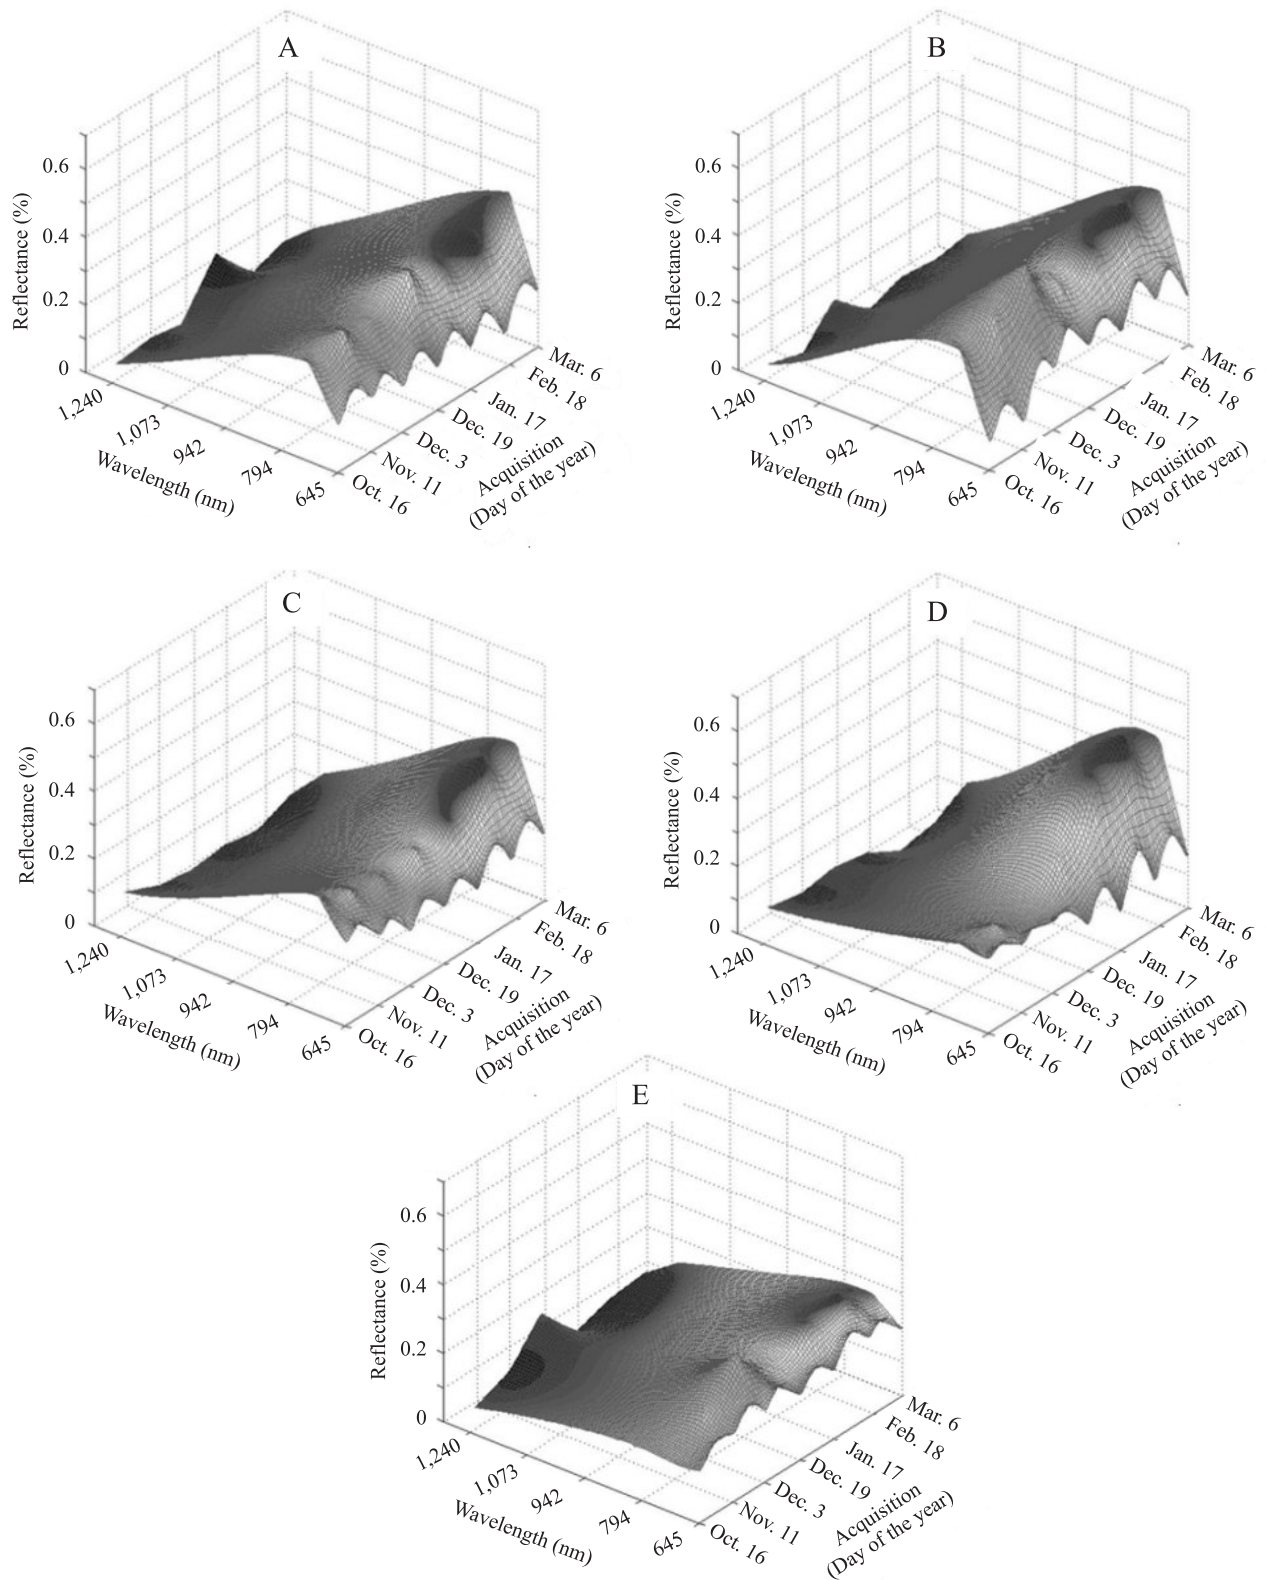 A
Reflectance (%)
0.6
0.4
0.2
0
1,240
1,073
942
794
645
Wavelength (nm)
Mar. 6
Feb. 18
Jan. 17
Dec. 19
Dec. 3
Nov. 11
Oct. 16
Acquisition
(Day of the year)
B
Reflectance (%)
0.6
0.4
0.2
0
1,240
1,073
942
794
645
Wavelength (nm)
Mar. 6
Feb. 18
Jan. 17
Dec. 19
Dec. 3
Nov. 11
Oct. 16
Acquisition
(Day of the year)
C
Reflectance (%)
0.6
0.4
0.2
0
1,240
1,073
942
794
645
Wavelength (nm)
Mar. 6
Feb. 18
Jan. 17
Dec. 19
Dec. 3
Nov. 11
Oct. 16
Acquisition
(Day of the year)
D
Reflectance (%)
0.6
0.4
0.2
0
1,240
1,073
942
794
645
Wavelength (nm)
Mar. 6
Feb. 18
Jan. 17
Dec. 19
Dec. 3
Nov. 11
Oct. 16
Acquisition
(Day of the year)
E
Reflectance (%)
0.6
0.4
0.2
0
1,240
1,073
942
794
645
Wavelength (nm)
Mar. 6
Feb. 18
Jan. 17
Dec. 19
Dec. 3
Nov. 11
Oct. 16
Acquisition
(Day of the year)